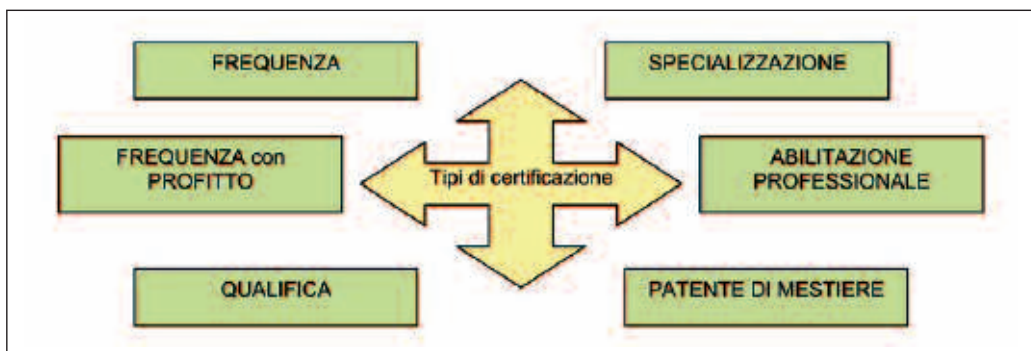 FREQUENZA
SPECIALIZZAZIONE
FREQUENZA con
PROFITTO
Tipi di certificazione
ABILITAZIONE
PROFESSIONALE
QUALIFICA
PATENTE DI MESTIERE